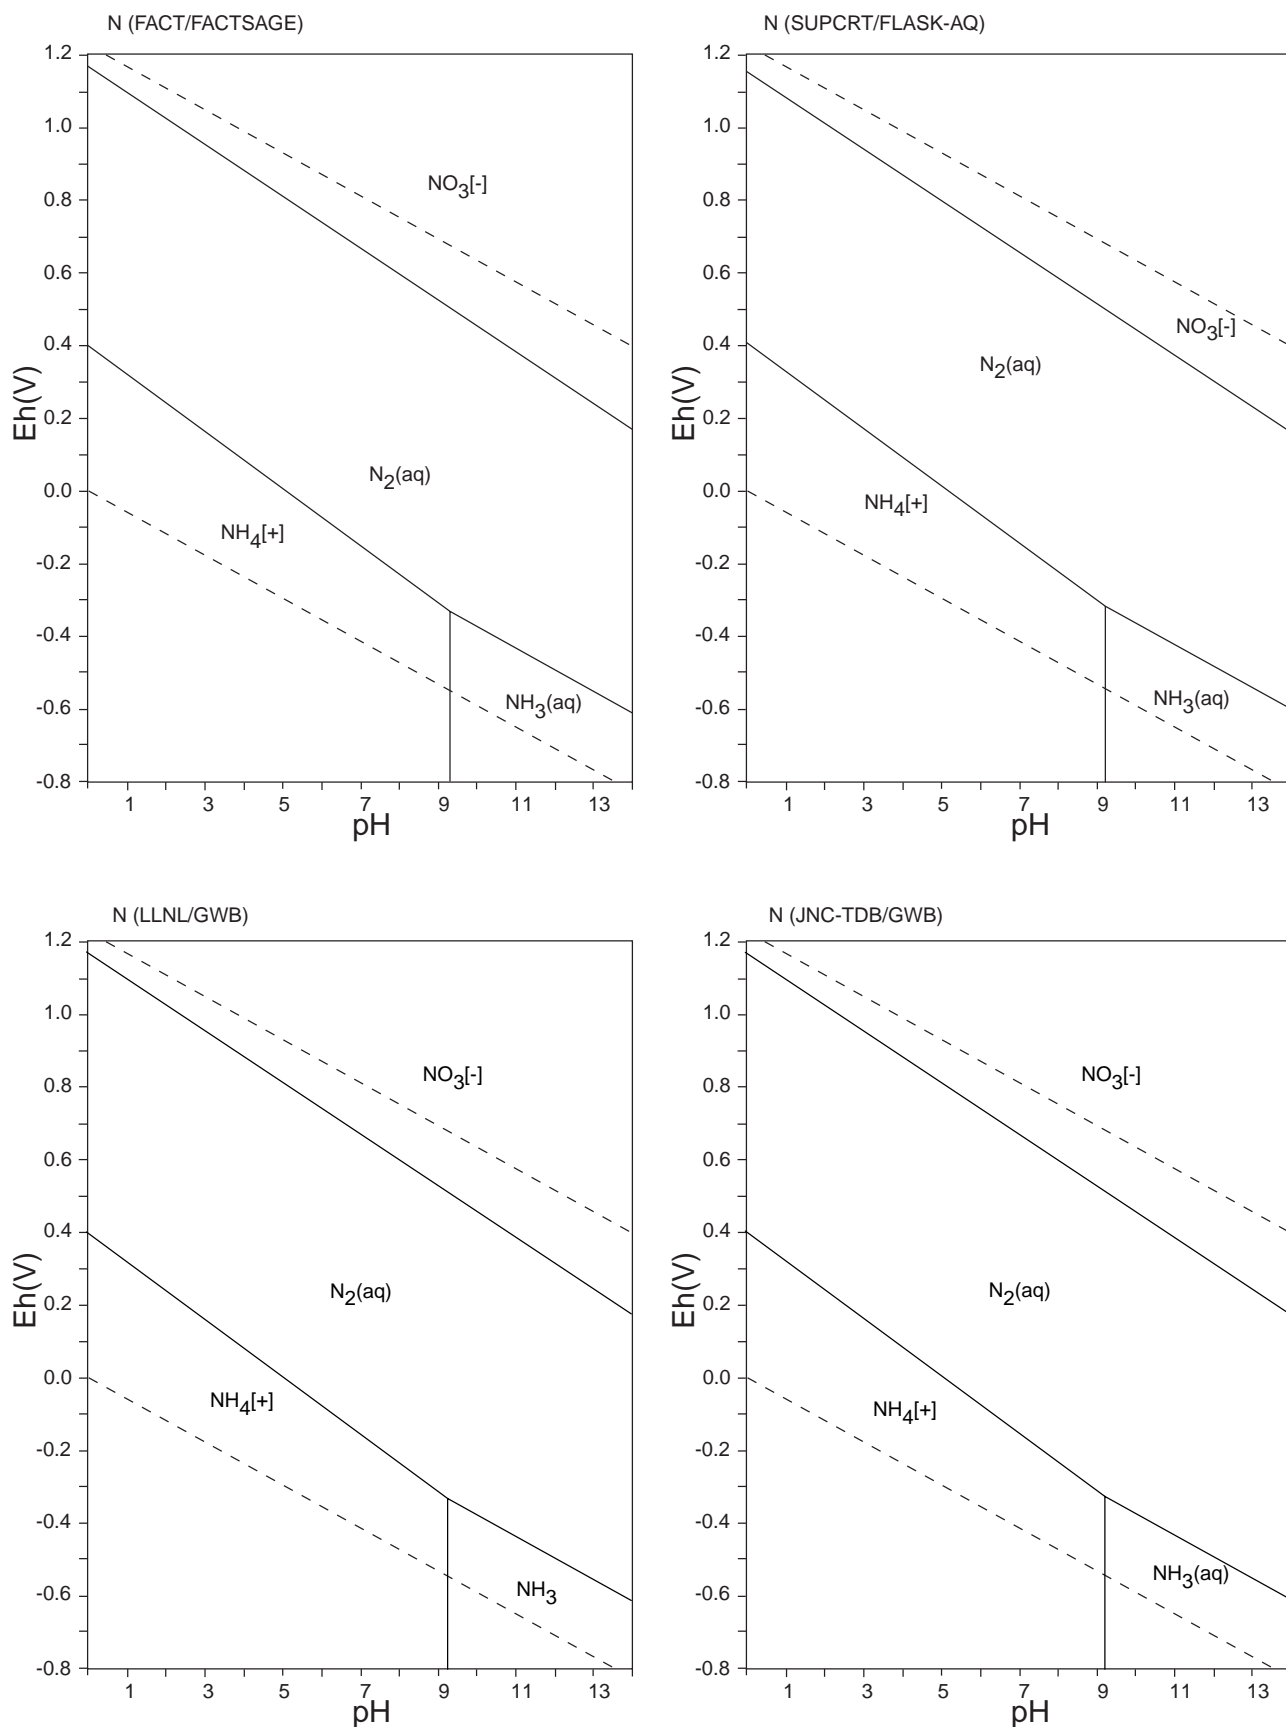 N (FACT/FACTSAGE)
1.2
1.0
0.8
0.6
0.4
0.2
0.0
-0.2
-0.4
-0.6
-0.8
Eh(V)
NO3[-]
N2(aq)
NH4[+]
NH3(aq)
1 3 5 7 9 11 13
pH
N (SUPCRT/FLASK-AQ)
1.2
1.0
0.8
0.6
0.4
0.2
0.0
-0.2
-0.4
-0.6
-0.8
Eh(V)
NO3[-]
N2(aq)
NH4[+]
NH3(aq)
1 3 5 7 9 11 13
pH
N (LLNL/GWB)
1.2
1.0
0.8
0.6
0.4
0.2
0.0
-0.2
-0.4
-0.6
-0.8
Eh(V)
NO3[-]
N2(aq)
NH4[+]
NH3
1 3 5 7 9 11 13
pH
N (JNC-TDB/GWB)
1.2
1.0
0.8
0.6
0.4
0.2
0.0
-0.2
-0.4
-0.6
-0.8
Eh(V)
NO3[-]
N2(aq)
NH4[+]
NH3(aq)
1 3 5 7 9 11 13
pH